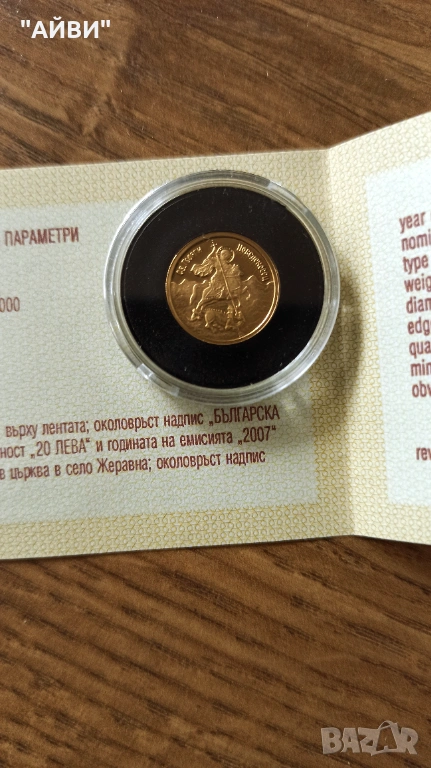 "АЙВИ"
ПАРАМЕТРИ
000
върху лентата; околовръст надпис „БЪЛГАРСКА
ност „20 ЛЕВА“ и годината на емисията „2007“
в църква в село Жеравна; околовръст надпис
year
nomi
type
weig
diam
edg
qua
min
obv
rev
BAZAR